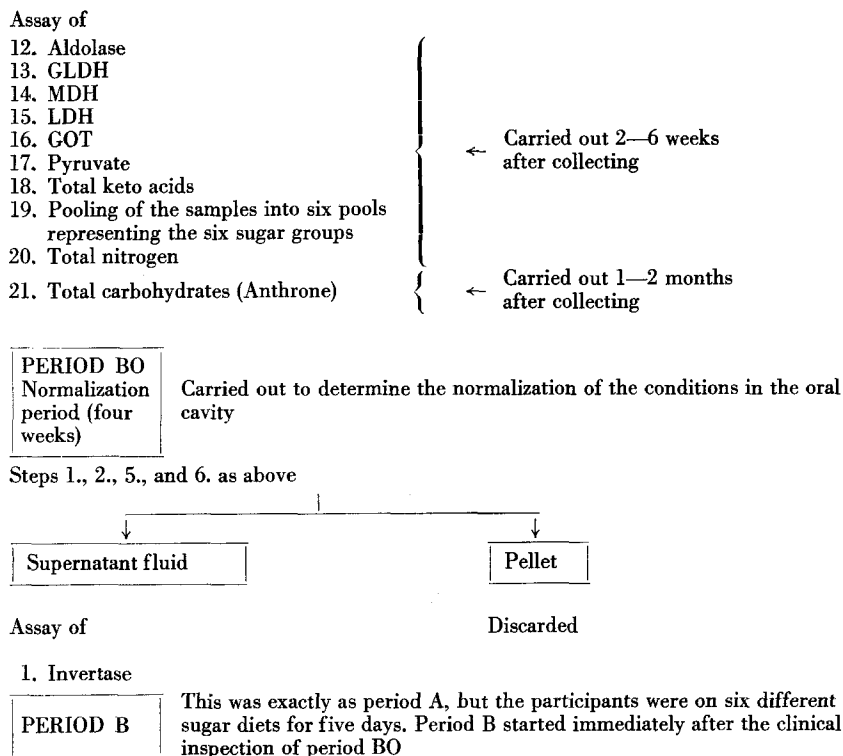 Assay of
12. Aldolase
13. GLDH
14. MDH
15. LDH
16. GOT
17. Pyruvate
18. Total keto acids
19. Pooling of the samples into six pools
representing the six sugar groups
20. Total nitrogen
← Carried out 2—6 weeks
after collecting
21. Total carbohydrates (Anthrone)
← Carried out 1—2 months
after collecting
PERIOD BO
Normalization
period (four
weeks)
Carried out to determine the normalization of the conditions in the oral
cavity
Steps 1., 2., 5., and 6. as above
Supernatant fluid
Pellet
Assay of
Discarded
1. Invertase
PERIOD B
This was exactly as period A, but the participants were on six different
sugar diets for five days. Period B started immediately after the clinical
inspection of period BO